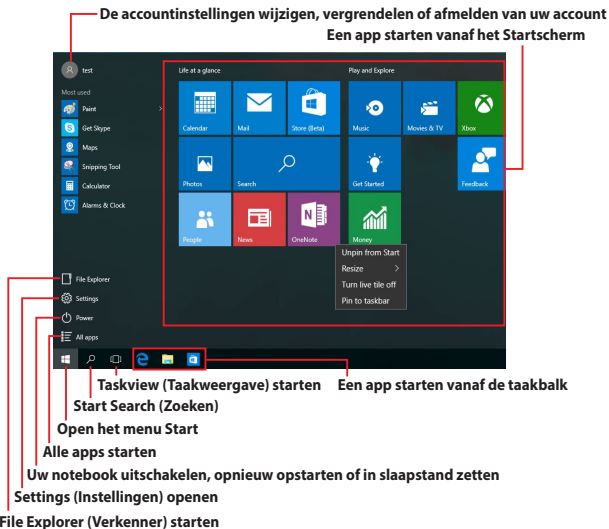 De accountinstellingen wijzigen, vergrendelen of afmelden van uw account
Een app starten vanaf het Startscherm
test
Life at a glance
Play and Explore
Most used
Paint
Get Skype
Maps
Snipping Tool
Calculator
Alarms & Clock
Calendar
Mail
Store (Beta)
Music
Movies & TV
Xbox
Photos
Search
Get Started
Feedback
People
News
OneNote
Money
Unpin from Start
Resize
Turn live tile off
Pin to taskbar
File Explorer
Settings
Power
All apps
Taskview (Taakweergave) starten
Een app starten vanaf de taakbalk
Start Search (Zoeken)
Open het menu Start
Alle apps starten
Uw notebook uitschakelen, opnieuw opstarten of in slaapstand zetten
Settings (Instellingen) openen
File Explorer (Verkenner) starten